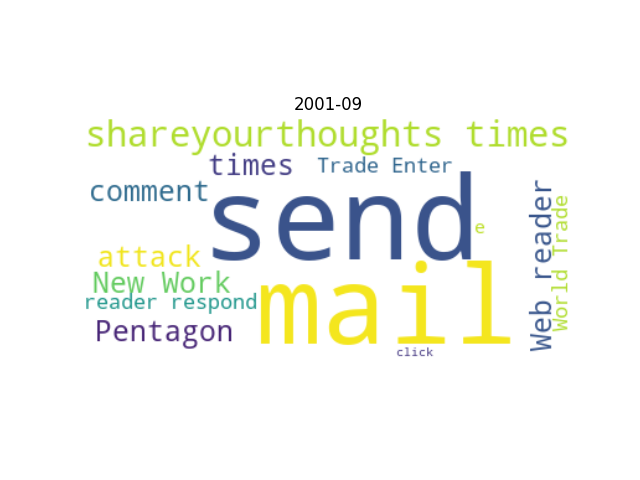 2001-09
shareyourthoughts times
times
Trade Enter
comment
send
e
Web reader
World Trade
attack
New Work
reader respond
mail
Pentagon
click